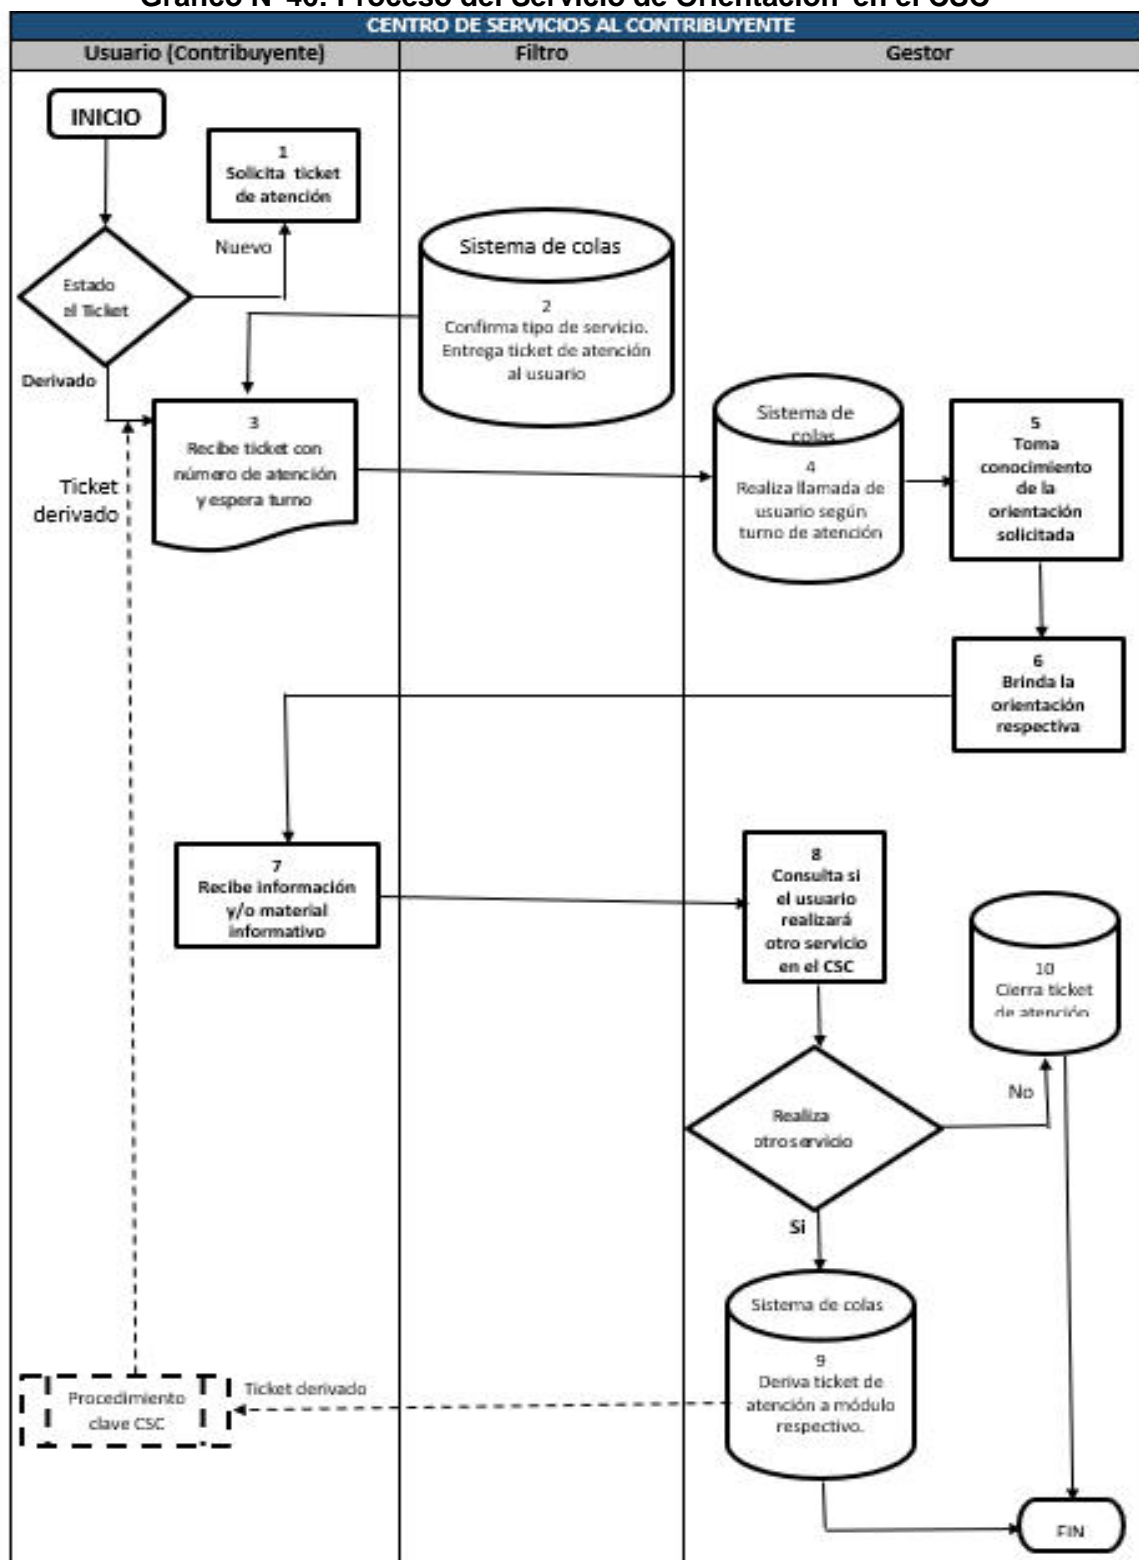 Gráfico N° 46: Proceso del Servicio de Orientación en el CSC
CENTRO DE SERVICIOS AL CONTRIBUYENTE
Usuario (Contribuyente)
Filtro
Gestor
INICIO
1
Solicita ticket
de atención
Nuevo
Estado
el Ticket
Derivado
Sistema de colas
2
Confirma tipo de servicio.
Entrega ticket de atención
al usuario
3
Recibe ticket con
número de atención
y espera turno
Ticket
derivado
Sistema de
colas
4
Realiza llamada de
usuario según
turno de atención
5
Toma
conocimiento
de la
orientación
solicitada
6
Brinda la
orientación
respectiva
7
Recibe información
y/o material
informativo
8
Consulta si
el usuario
realizará
otro servicio
en el CSC
10
Cierra ticket
de atención
No
Realiza
otro servicio
Si
Sistema de colas
9
Deriva ticket de
atención a módulo
respectivo.
Ticket derivado
Procedimiento
clave CSC
FIN